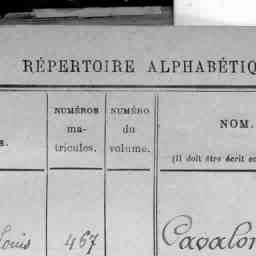 RÉPERTOIRE ALPHABÉTIQ
NUMÉROS NUMÉRO
ma- du NOM.
s. tricules. volume.
(Il doit être écrit e
Louis 467 Cavalon